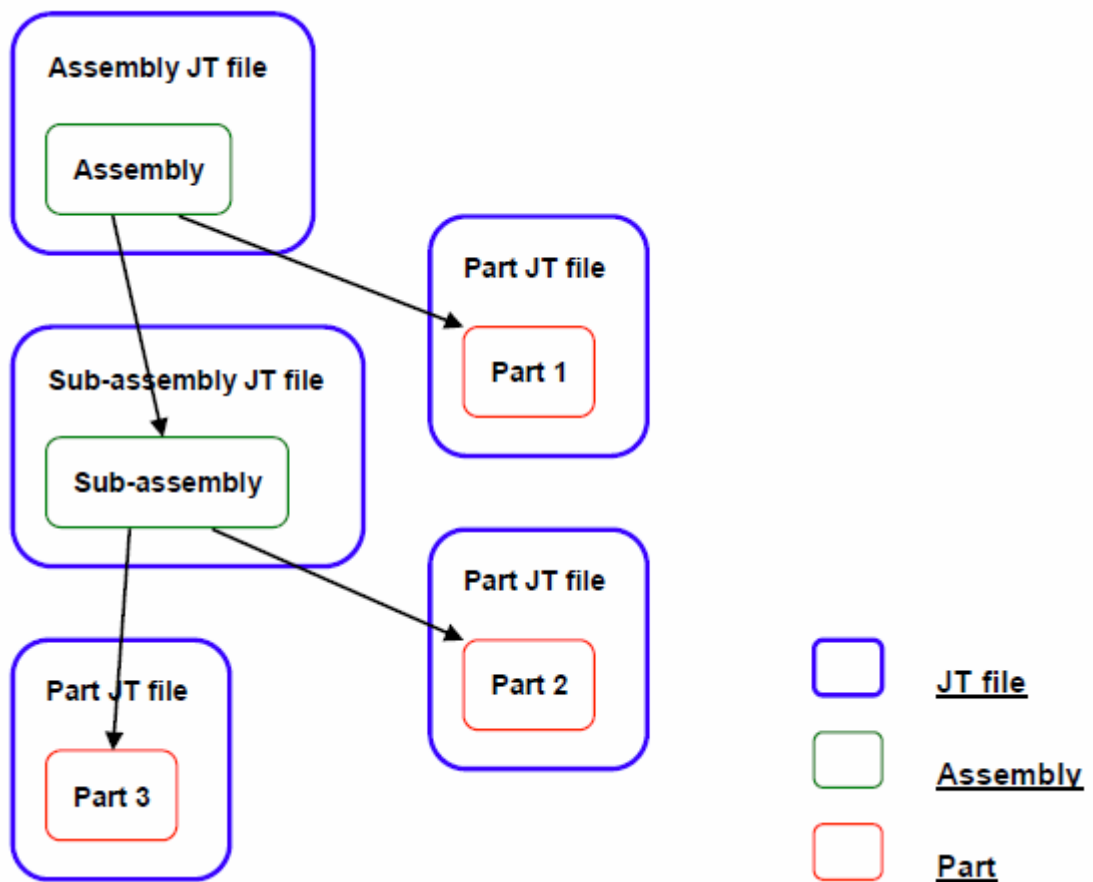 Assembly JT file
Assembly
Part JT file
Part 1
Sub-assembly JT file
Sub-assembly
Part JT file
Part 2
Part JT file
Part 3
JT file
Assembly
Part